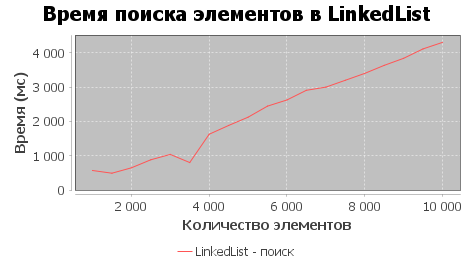 Время поиска элементов в LinkedList
Время (мс)
4 000
3 000
2 000
1 000
0
2 000 4 000 6 000 8 000 10 000
Количество элементов
LinkedList - поиск